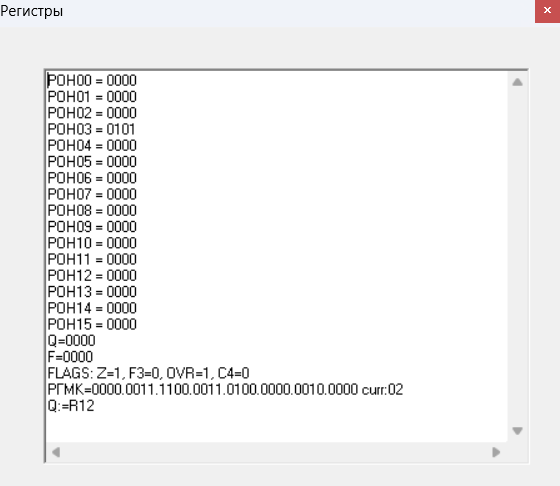 Регистры
РОН00 = 0000
РОН01 = 0000
РОН02 = 0000
РОН03 = 0101
РОН04 = 0000
РОН05 = 0000
РОН06 = 0000
РОН07 = 0000
РОН08 = 0000
РОН09 = 0000
РОН10 = 0000
РОН11 = 0000
РОН12 = 0000
РОН13 = 0000
РОН14 = 0000
РОН15 = 0000
Q=0000
F=0000
FLAGS: Z=1, F3=0, OVR=1, C4=0
РГМК=0000.0011.1100.0011.0100.0000.0010.0000 curr:02
Q:=R12